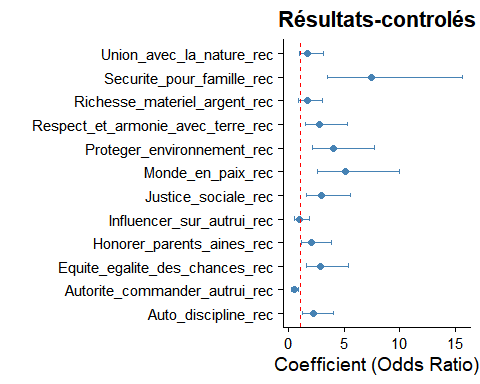 Résultats-controlés
Union_avec_la_nature_rec
Securite_pour_famille_rec
Richesse_materiel_argent_rec
Respect_et_armonie_avec_terre_rec
Proteger_environnement_rec
Monde_en_paix_rec
Justice_sociale_rec
Influencer_sur_autrui_rec
Honorer_parents_aines_rec
Equite_egalite_des_chances_rec
Autorite_commander_autrui_rec
Auto_discipline_rec
0 5 10 15
Coefficient (Odds Ratio)